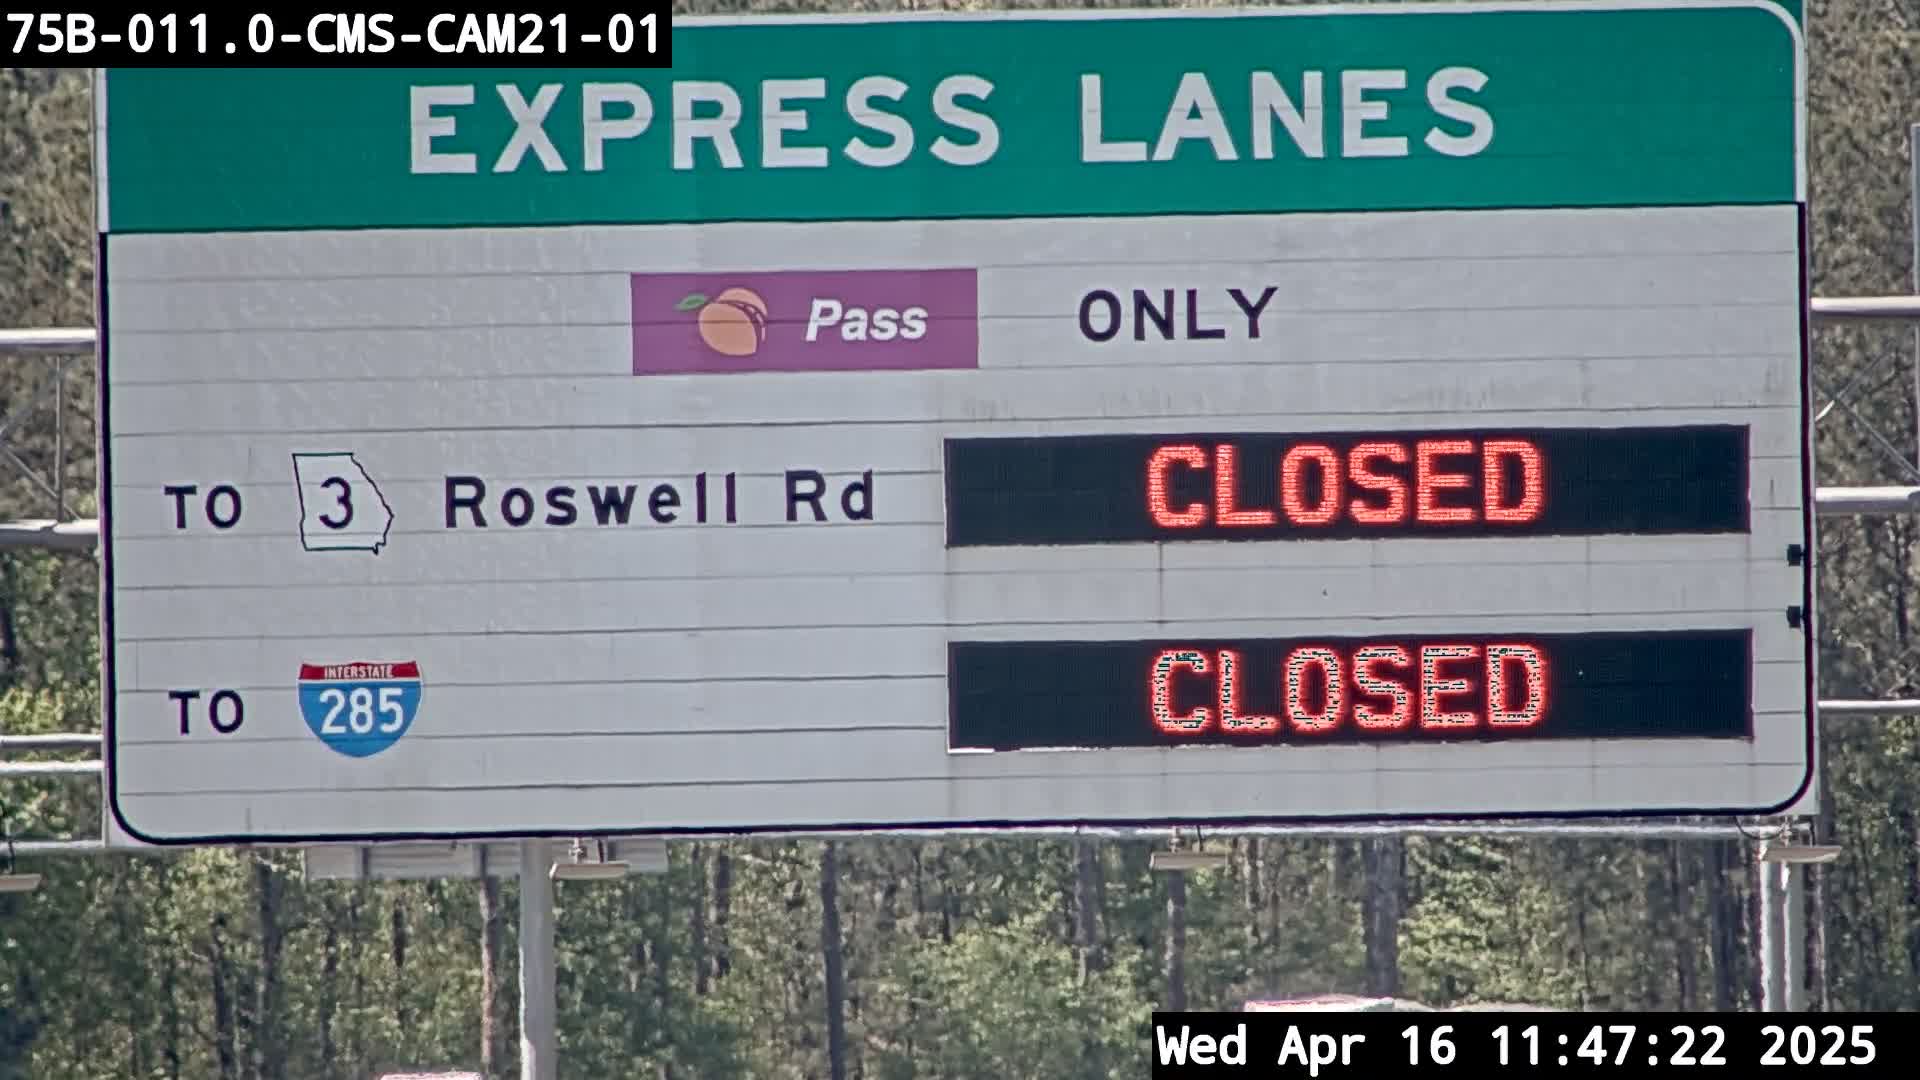 75B-011.0-CMS-CAM21-01
EXPRESS LANES
Pass ONLY
TO 3 Roswell Rd CLOSED
TO INTERSTATE 285 CLOSED
Wed Apr 16 11:47:22 2025